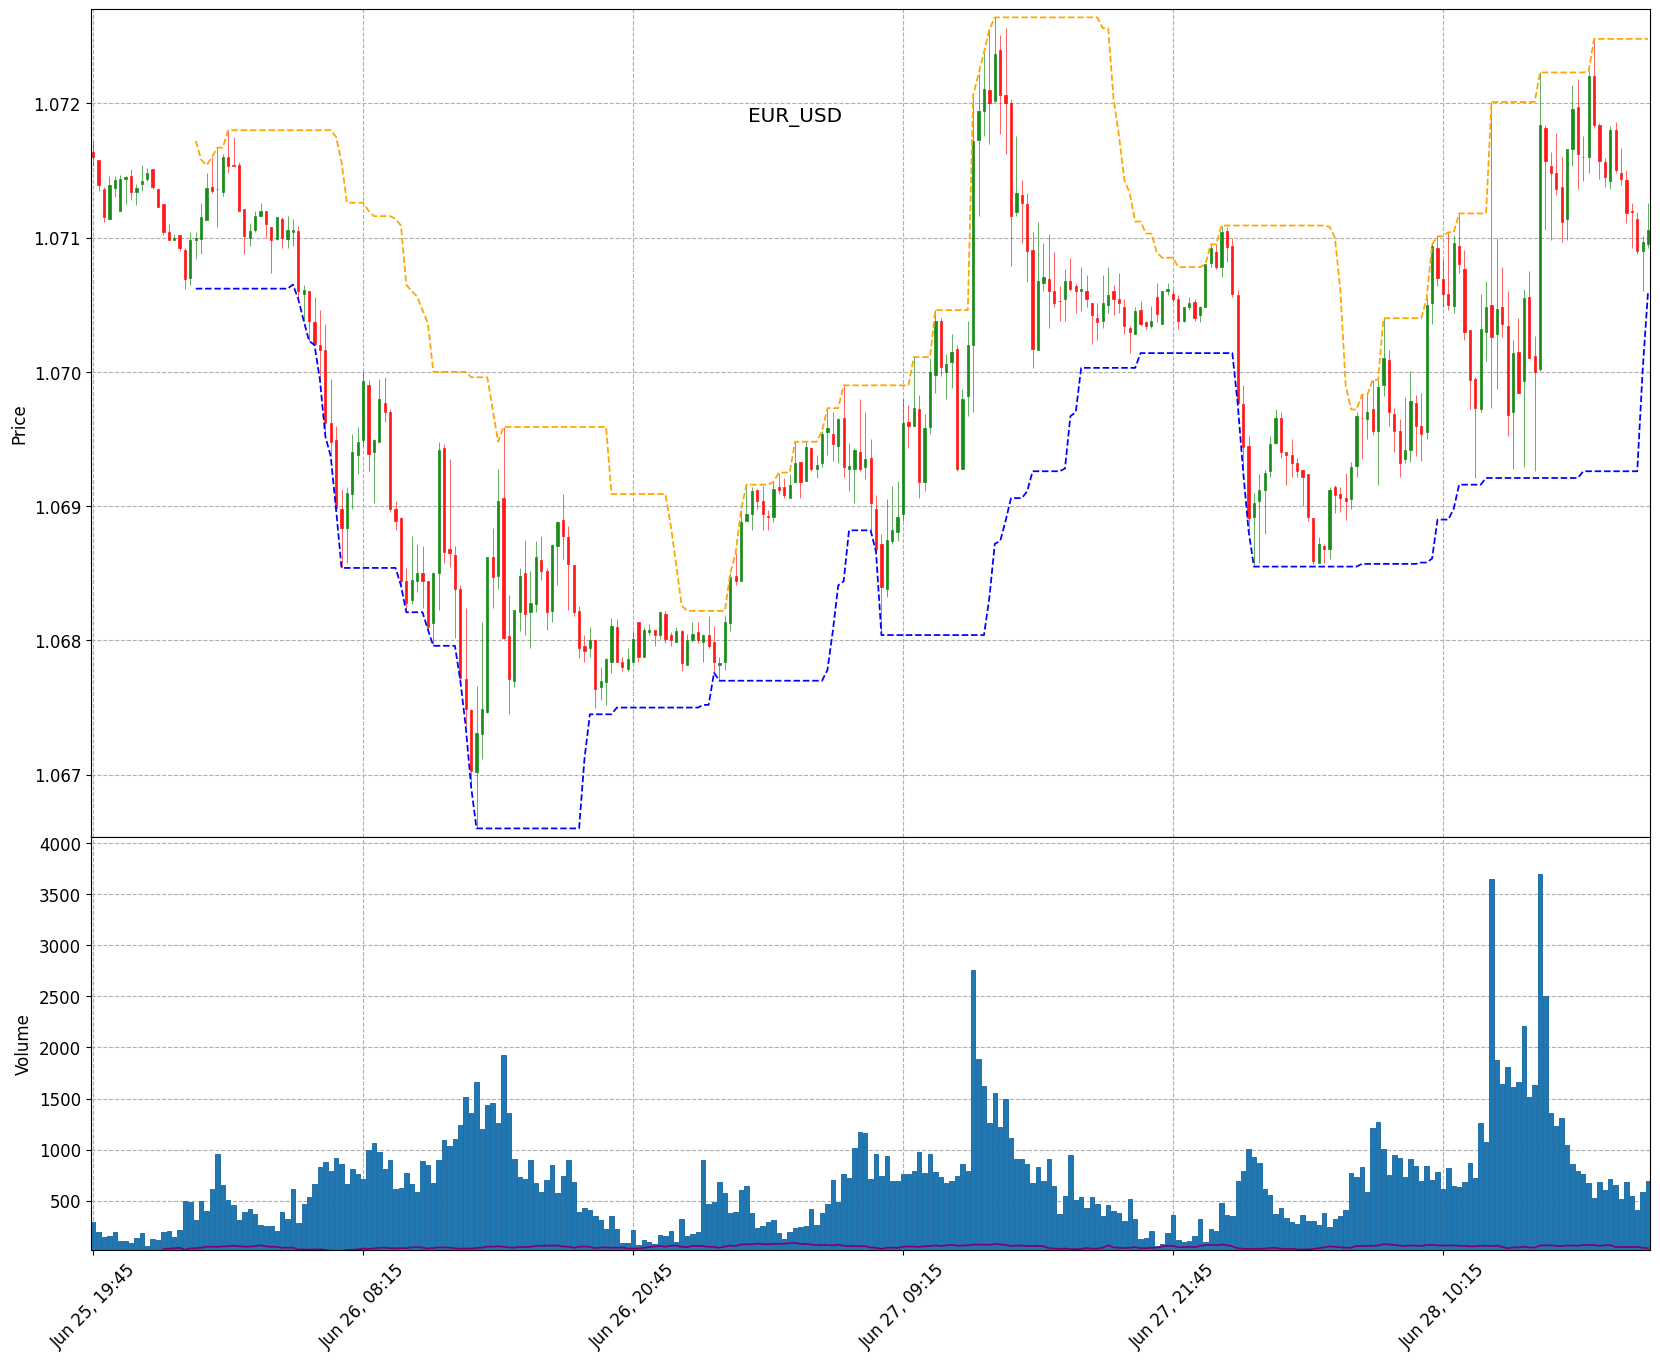 EUR_USD
Price
1.072
1.071
1.070
1.069
1.068
1.067
Volume
4000
3500
3000
2500
2000
1500
1000
500
Jun 25, 19:45
Jun 26, 08:15
Jun 26, 20:45
Jun 27, 09:15
Jun 27, 21:45
Jun 28, 10:15